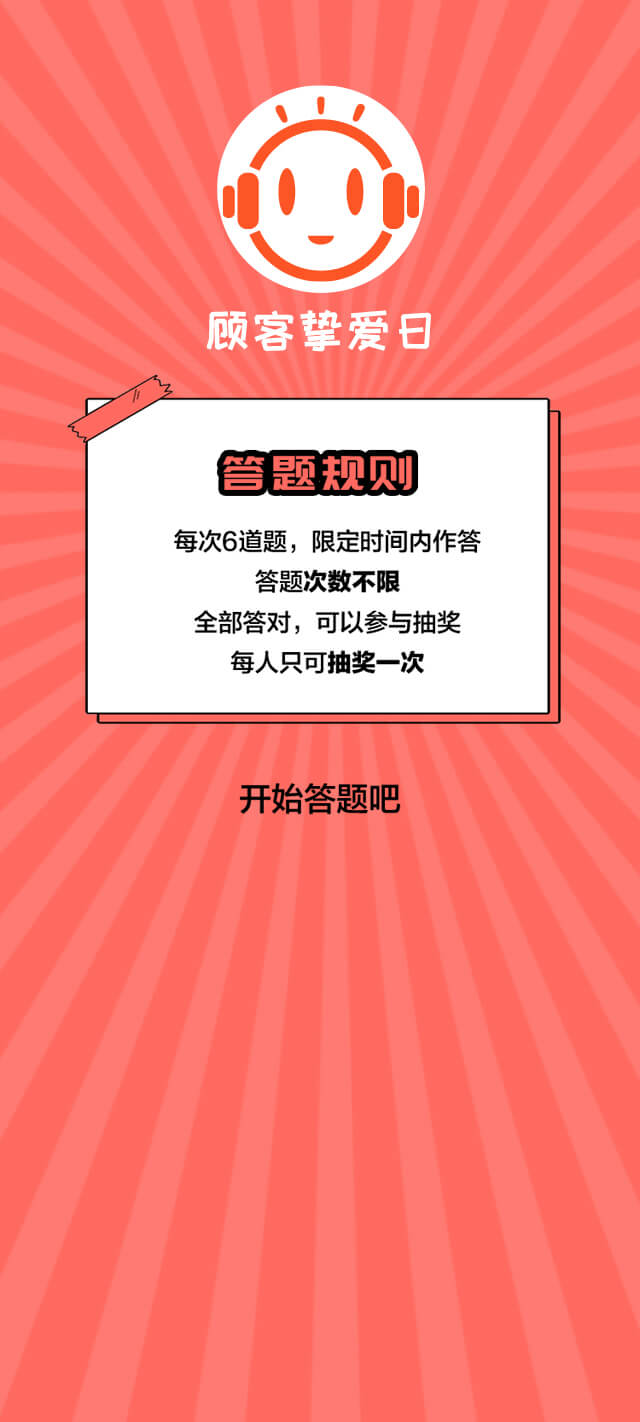 顾客挚爱日
答题规则
每次6道题，限定时间内作答
答题次数不限
全部答对，可以参与抽奖
每人只可抽奖一次
开始答题吧